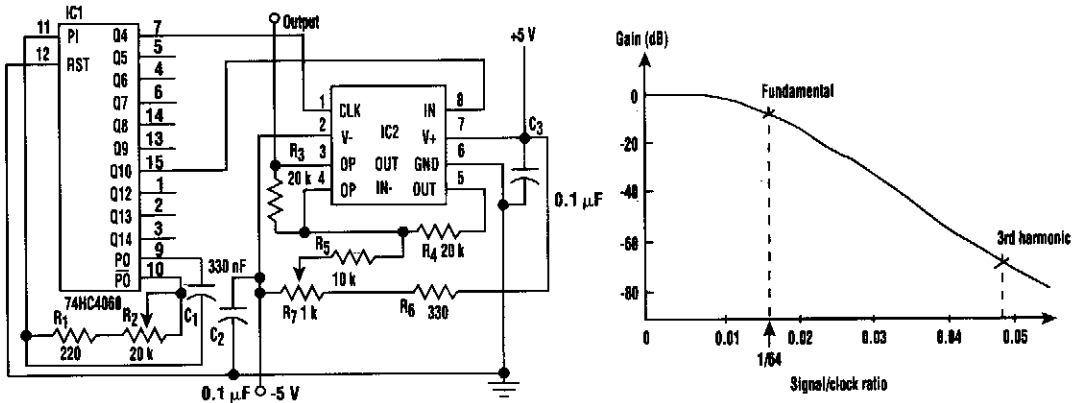 IC1
11
PI
12
RST
Q4
7
Q5
5
Q6
4
Q7
6
Q8
14
Q9
13
Q10
15
Q12
1
Q13
2
Q14
3
PO
9
PO
10
74HC4060
R1
220
R2
20 k
C1
330 nF
C2
0.1 μF
-5 V
Output
1
CLK
2
V-
3
OP
4
OP
IC2
OUT
IN-
IN
8
V+
7
GND
6
OUT
5
R3
20 k
R4
20 k
R5
10 k
R7
1 k
R6
330
+5 V
C3
0.1 μF
Gain (dB)
0
-20
-40
-60
-80
Fundamental
3rd harmonic
0
0.01
0.02
0.03
0.04
0.05
1/64
Signal/clock ratio